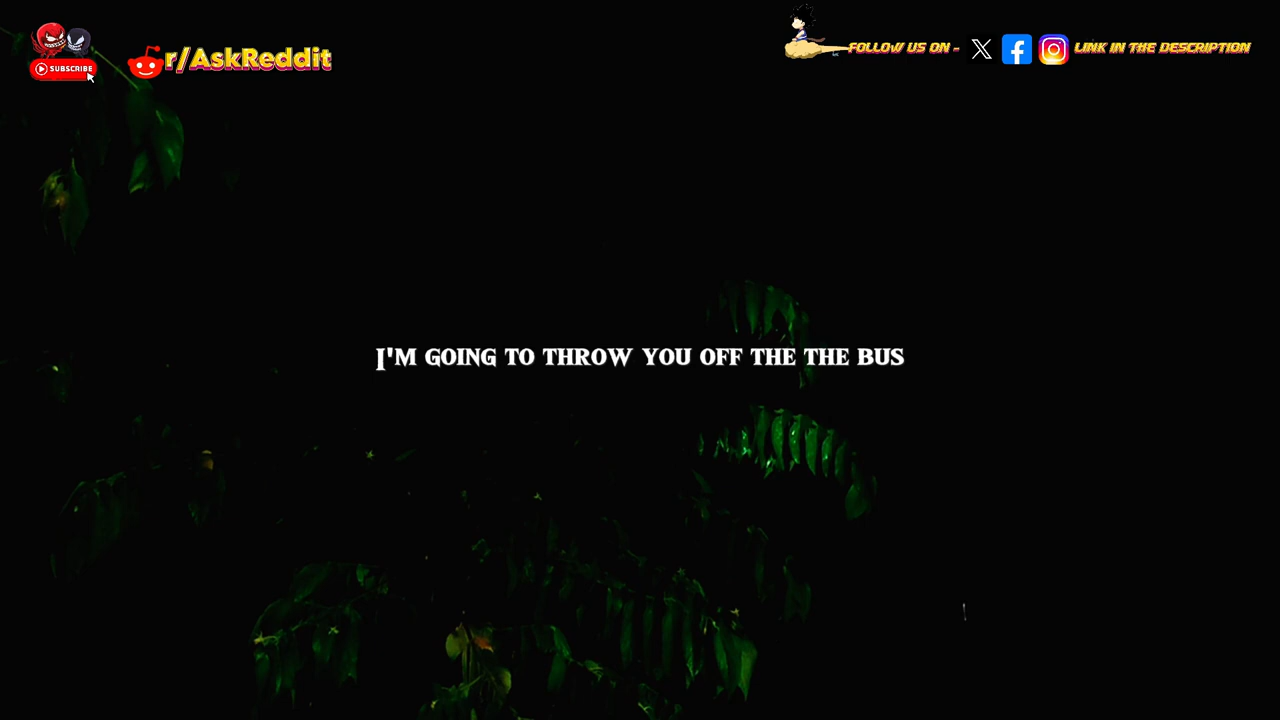 SUBSCRIBE
r/AskReddit
FOLLOW US ON -
LINK IN THE DESCRIPTION
I'M GOING TO THROW YOU OFF THE THE BUS